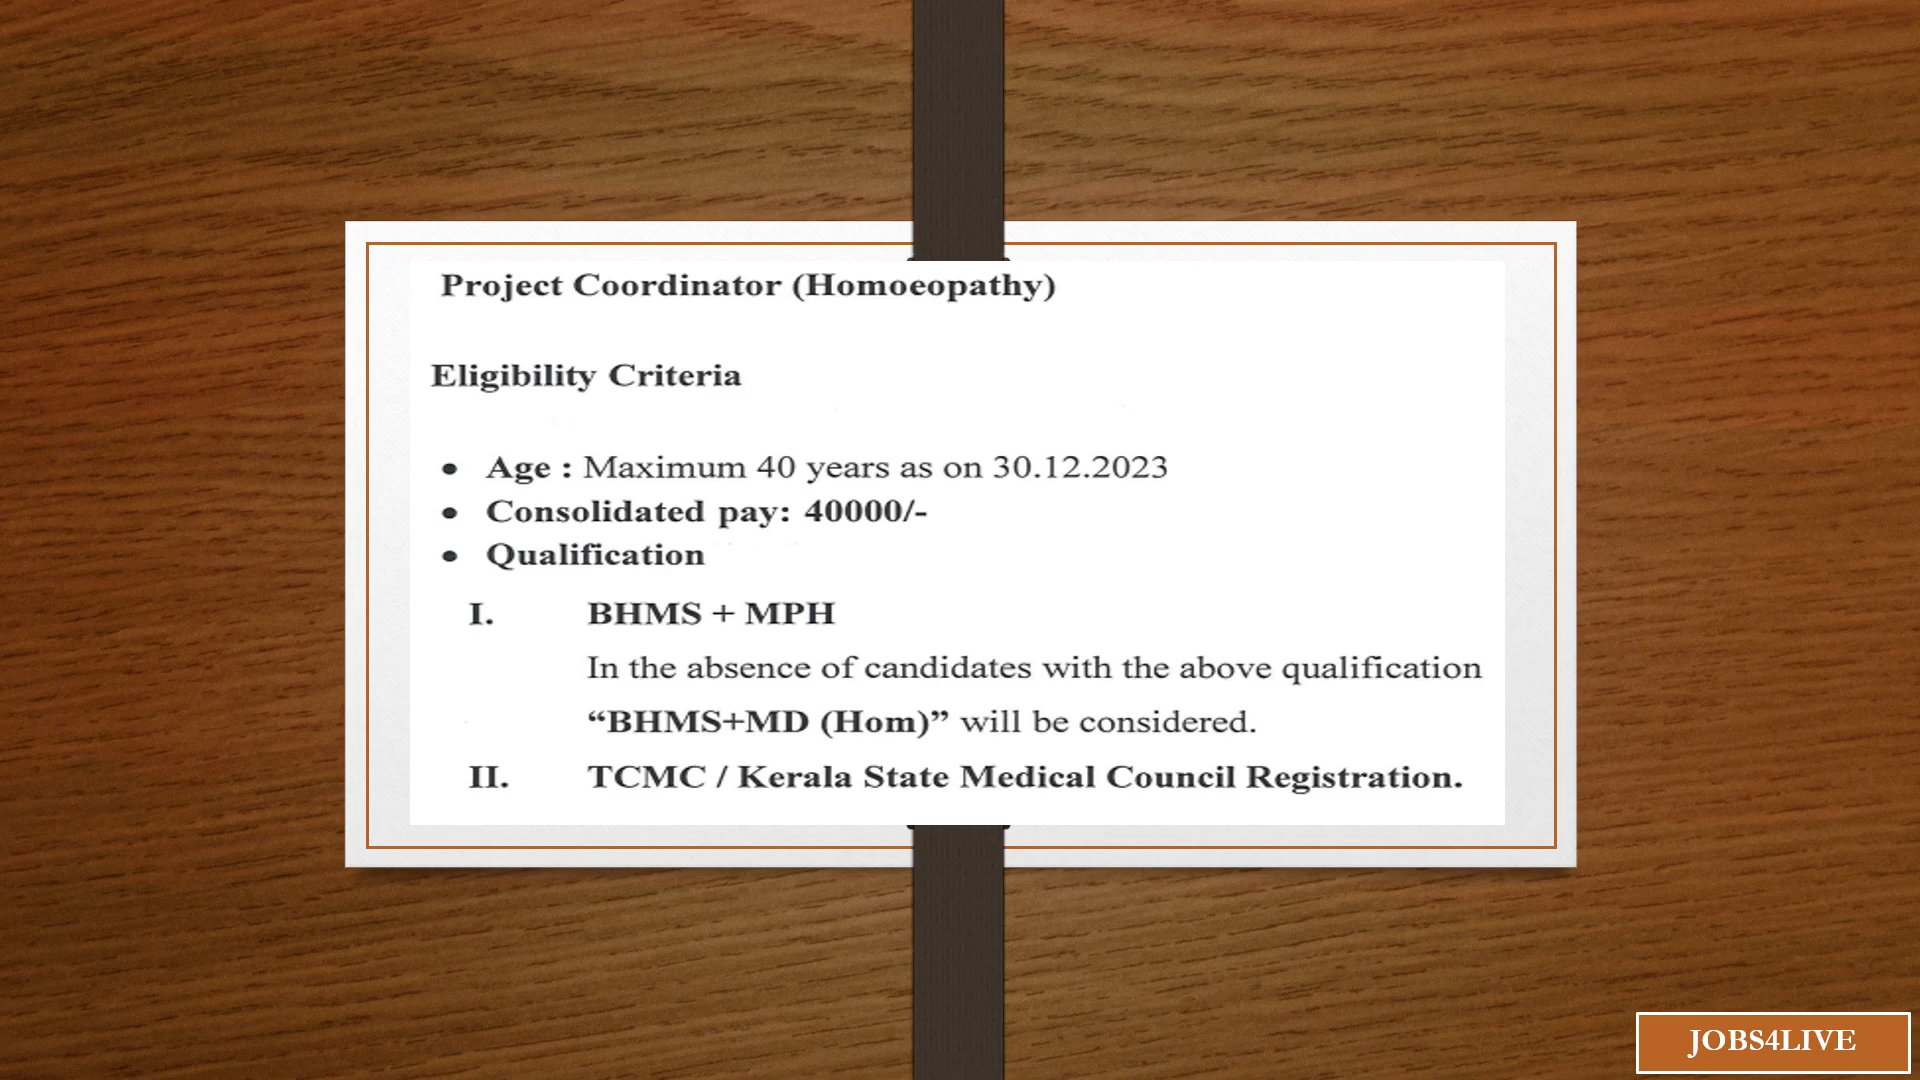 Project Coordinator (Homoeopathy)
Eligibility Criteria
• Age : Maximum 40 years as on 30.12.2023
• Consolidated pay: 40000/-
• Qualification
I. BHMS + MPH
In the absence of candidates with the above qualification
“BHMS+MD (Hom)” will be considered.
II. TCMC / Kerala State Medical Council Registration.
JOBS4LIVE